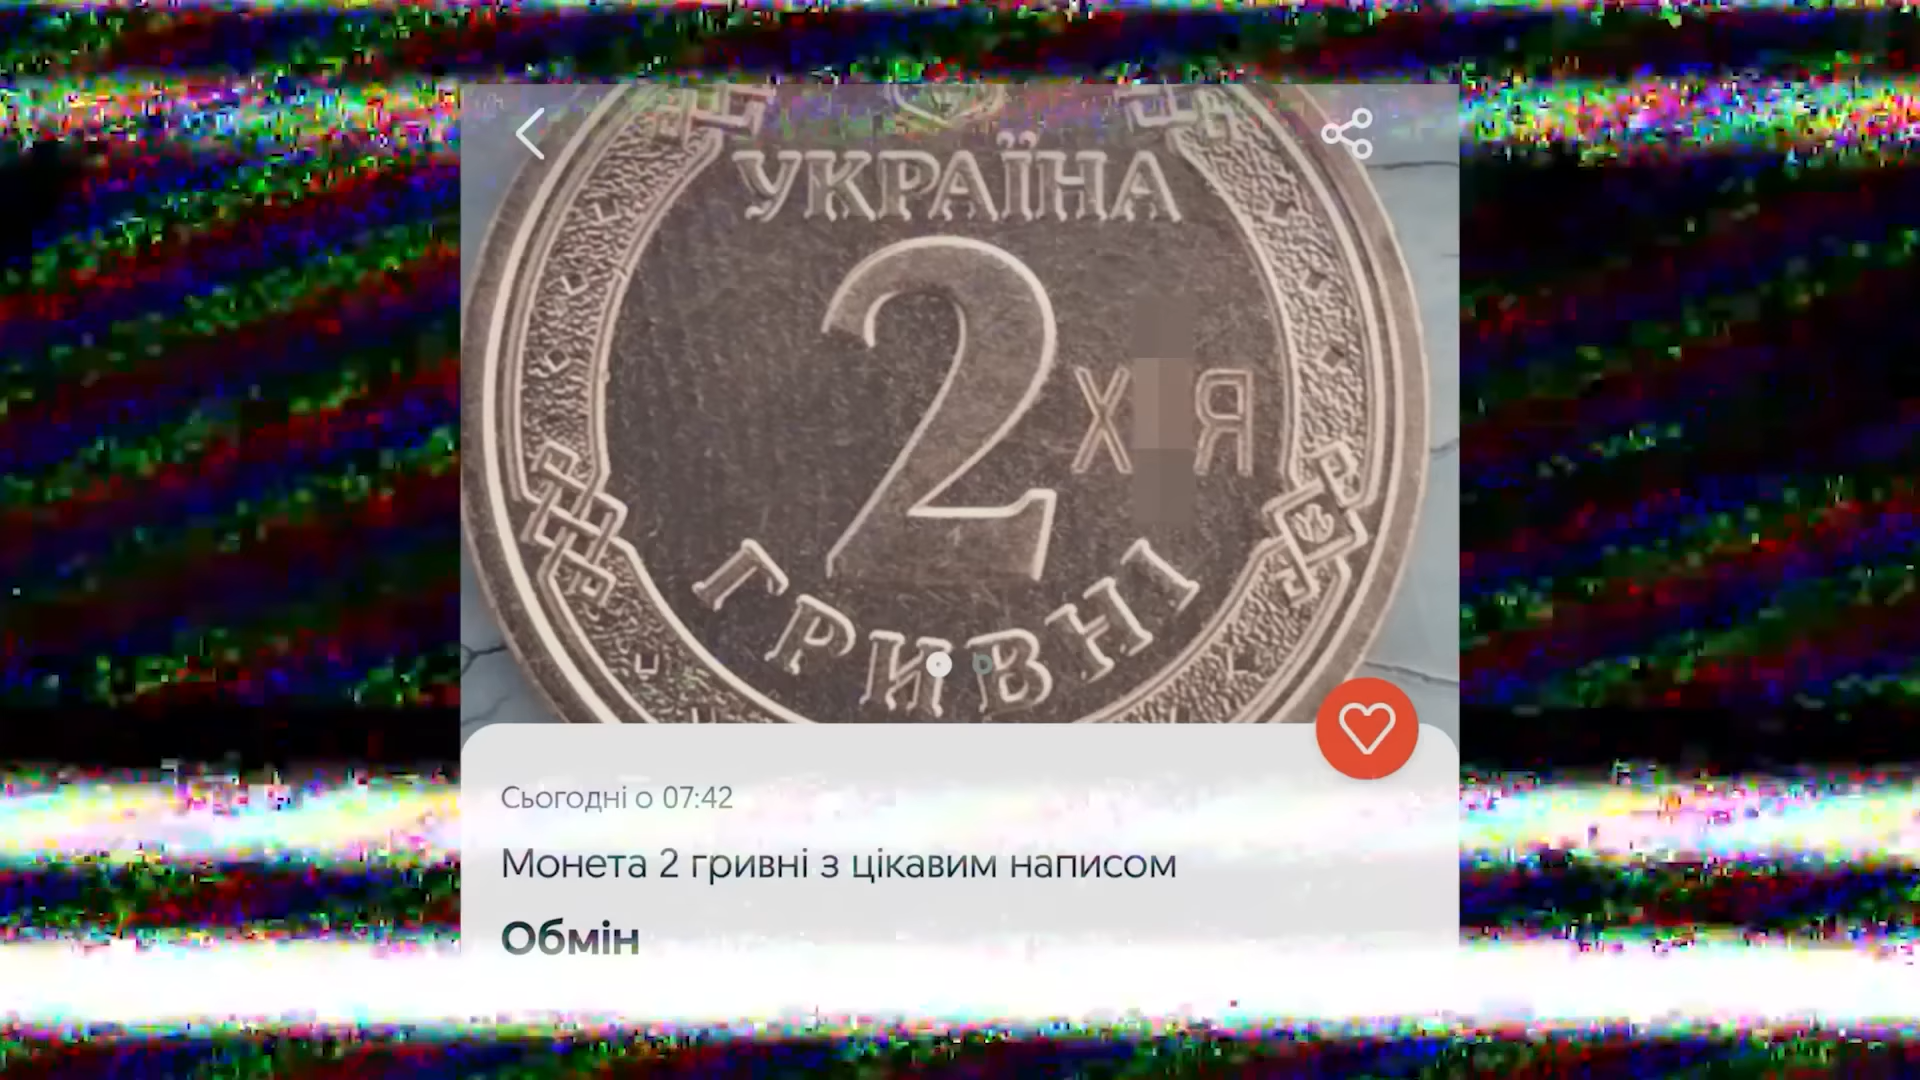 УКРАЇНА
2
Х Я
ГРИВНІ
Сьогодні о 07:42
Монета 2 гривні з цікавим написом
Обмін